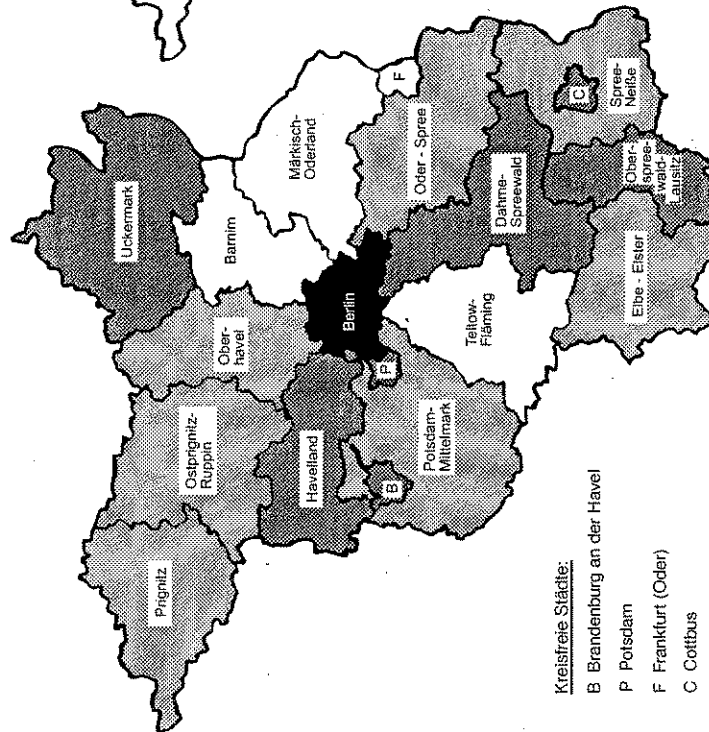 Prignitz
Ostprignitz-
Ruppin
Ober-
havel
Uckermark
Barnim
Märkisch-
Oderland
Havelland
Berlin
B
P
Potsdam-
Mittelmark
Teltow-
Fläming
Dahme-
Spreewald
Oder - Spree
F
C
Spree-
Neiße
Ober-
spree-
wald-
Lausitz
Elbe - Elster
Kreisfreie Städte:
B Brandenburg an der Havel
P Potsdam
F Frankfurt (Oder)
C Cottbus